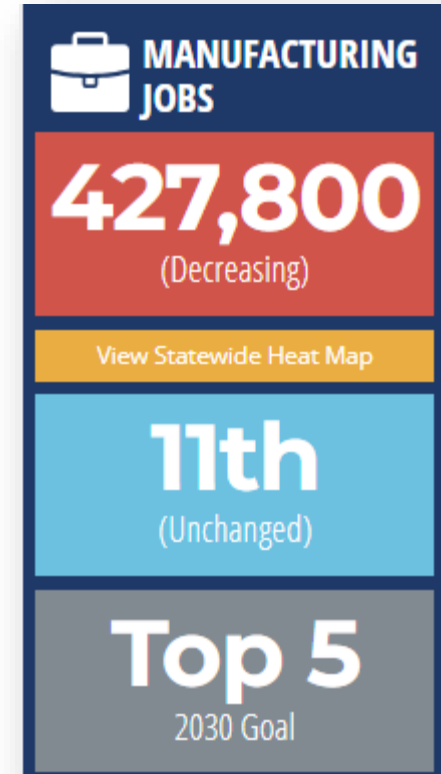 MANUFACTURING
JOBS
427,800
(Decreasing)
View Statewide Heat Map
11th
(Unchanged)
Top 5
2030 Goal